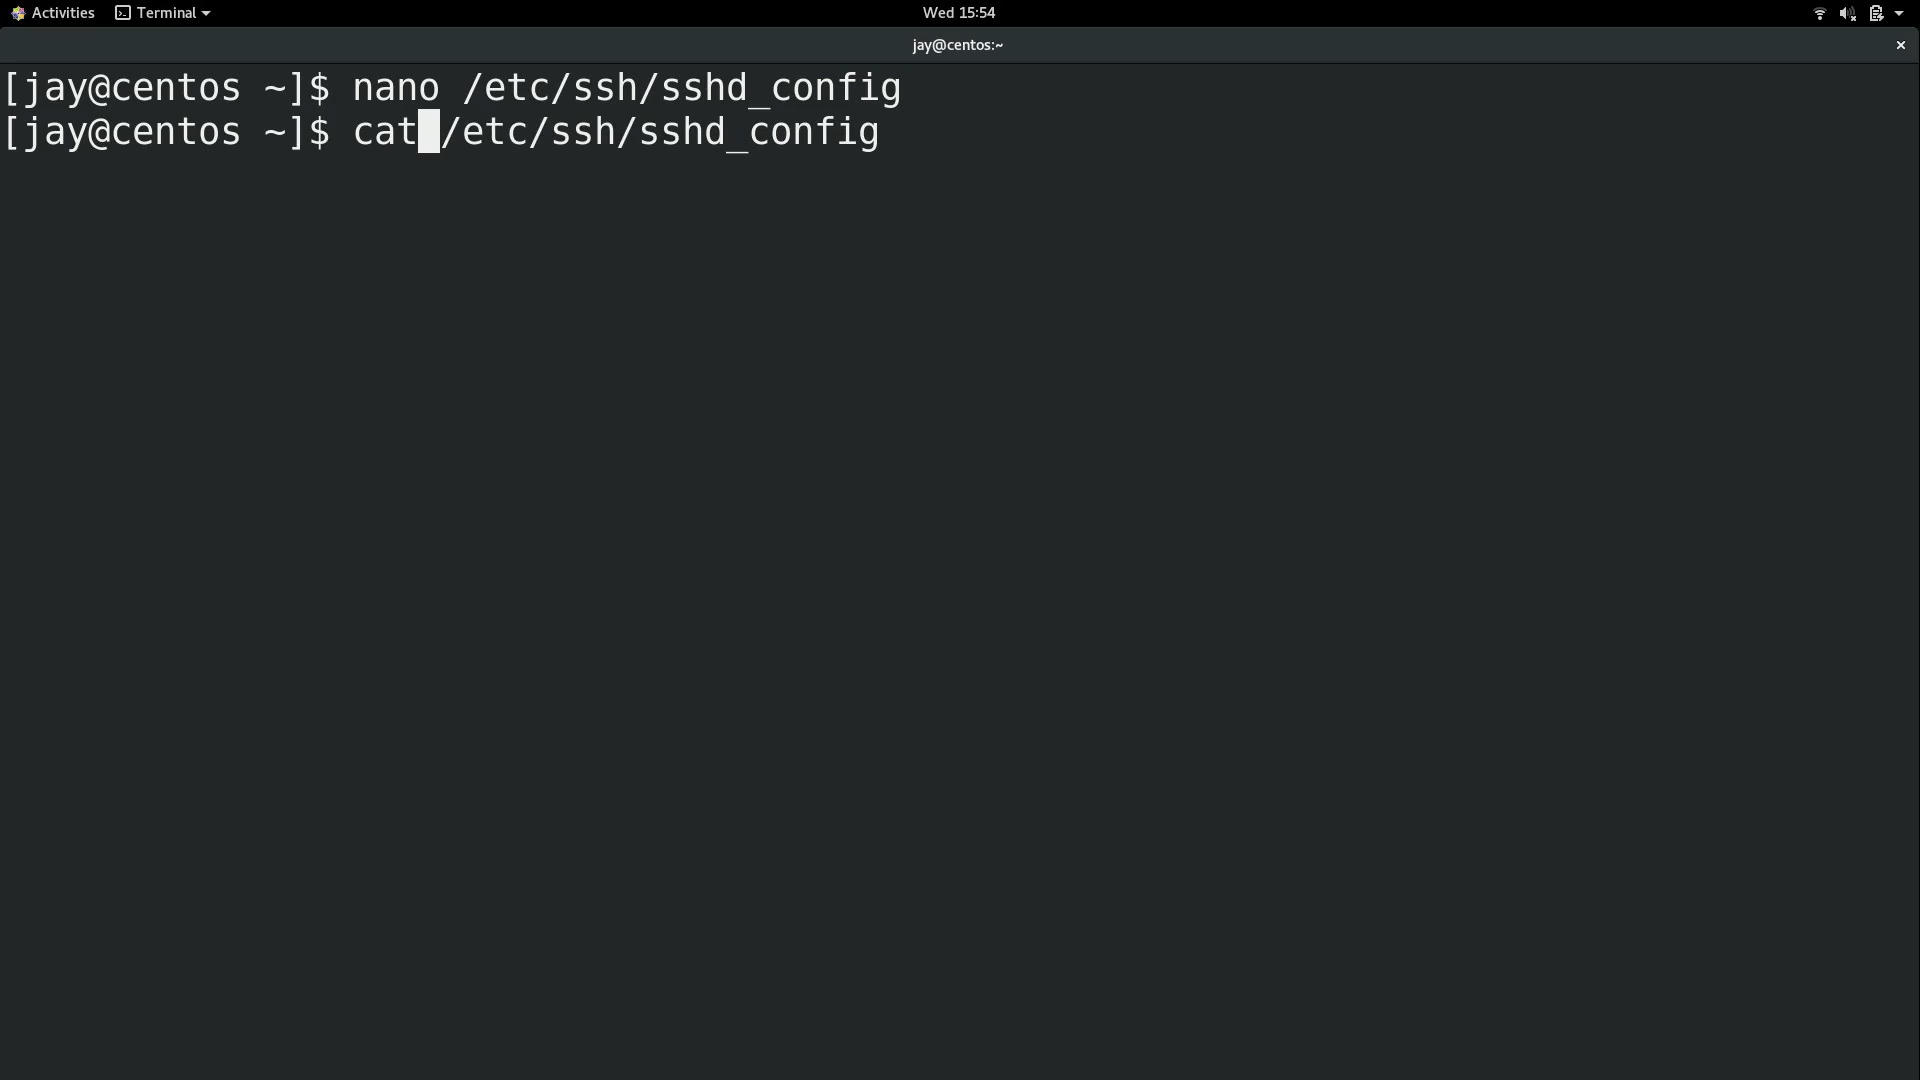 Activities Terminal Wed 15:54
jay@centos:~
[jay@centos ~]$ nano /etc/ssh/sshd_config
[jay@centos ~]$ cat /etc/ssh/sshd_config